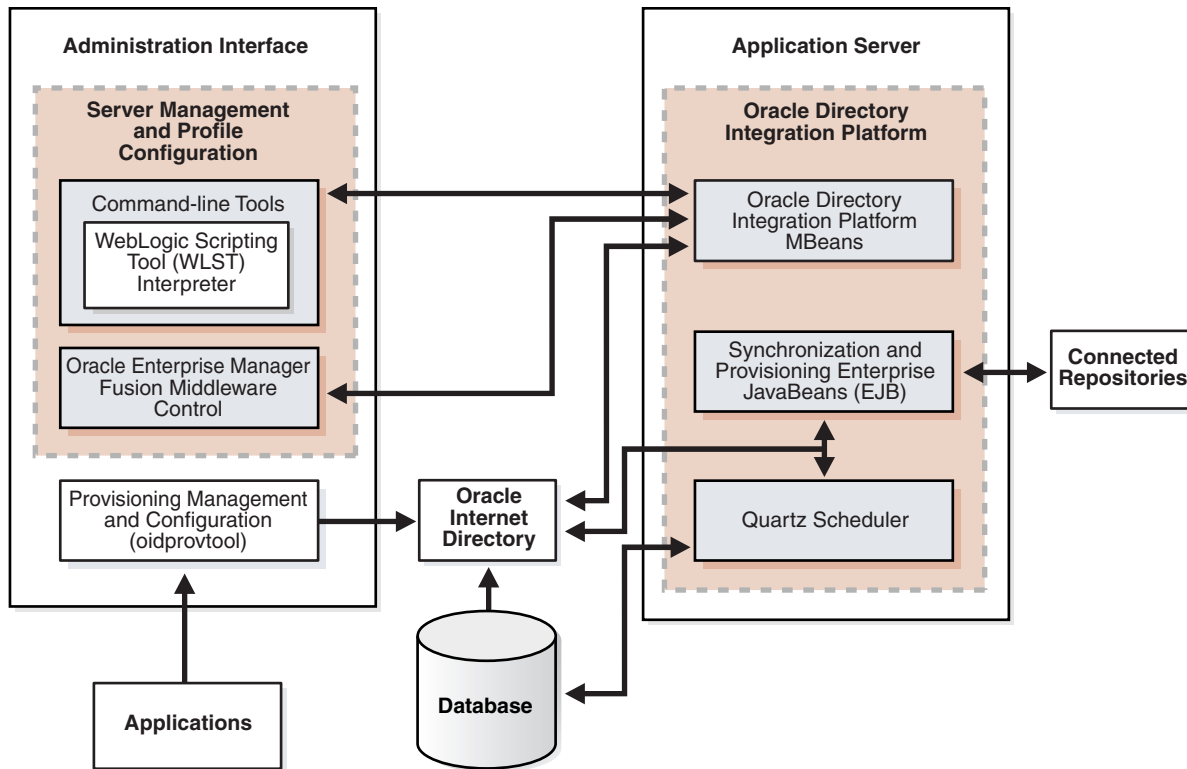 Administration Interface
Server Management
and Profile
Configuration
Command-line Tools
WebLogic Scripting
Tool (WLST)
Interpreter
Oracle Enterprise Manager
Fusion Middleware
Control
Provisioning Management
and Configuration
(oidprovtool)
Applications
Oracle
Internet
Directory
Database
Application Server
Oracle Directory
Integration Platform
Oracle Directory
Integration Platform
MBeans
Synchronization and
Provisioning Enterprise
JavaBeans (EJB)
Quartz Scheduler
Connected
Repositories